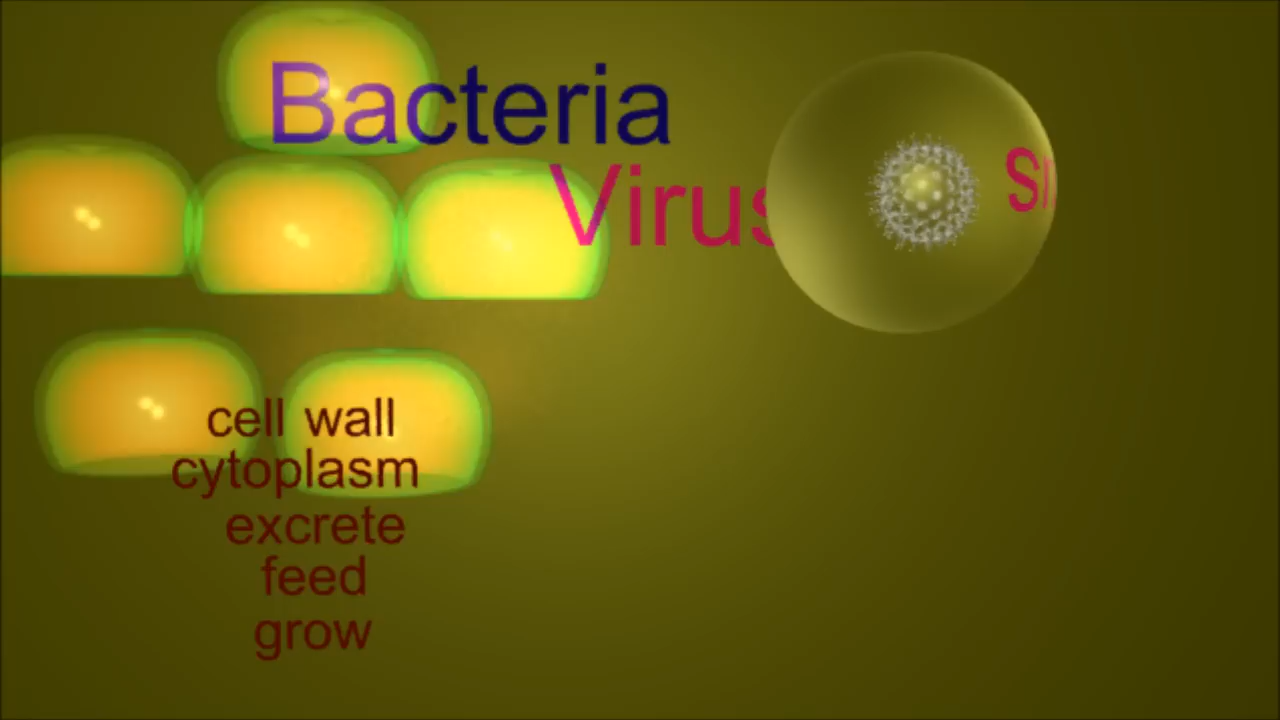 Bacteria
Virus
cell wall
cytoplasm
excrete
feed
grow